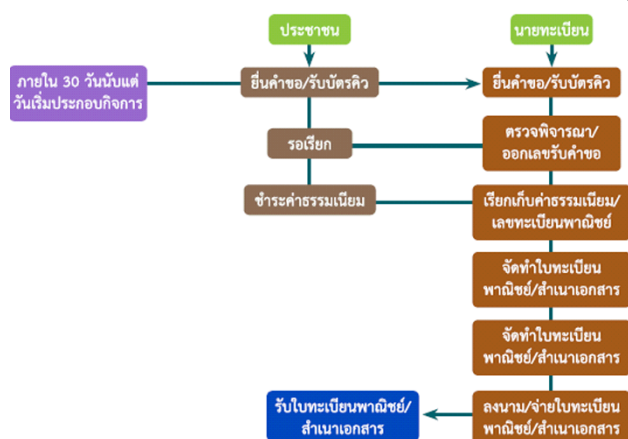 ประชาชน
นายทะเบียน
ภายใน 30 วันนับแต่
วันเริ่มประกอบกิจการ
ยื่นคำขอ/รับบัตรคิว
ยื่นคำขอ/รับบัตรคิว
รอเรียก
ตรวจพิจารณา/
ออกเลขรับคำขอ
ชำระค่าธรรมเนียม
เรียกเก็บค่าธรรมเนียม/
เลขทะเบียนพาณิชย์
จัดทำใบทะเบียน
พาณิชย์/สำเนาเอกสาร
จัดทำใบทะเบียน
พาณิชย์/สำเนาเอกสาร
รับใบทะเบียนพาณิชย์/
สำเนาเอกสาร
ลงนาม/จ่ายใบทะเบียน
พาณิชย์/สำเนาเอกสาร